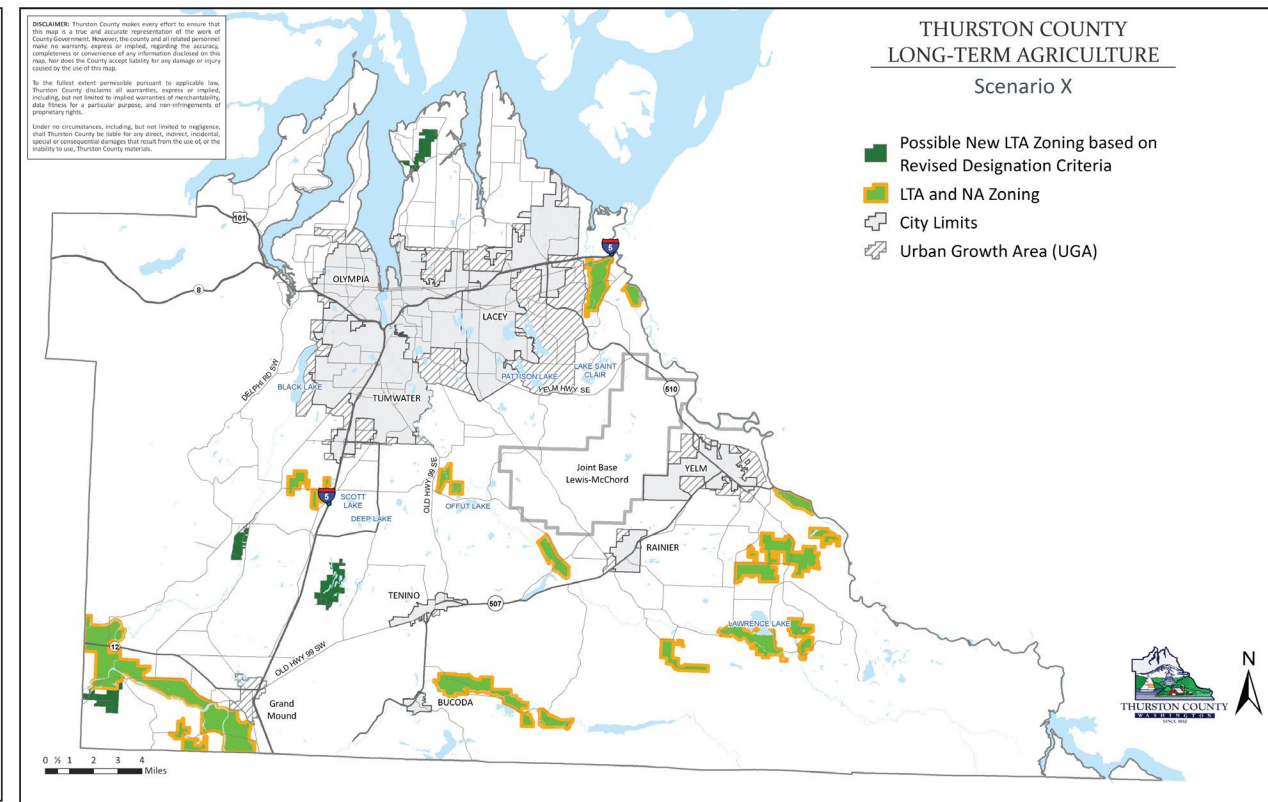 DISCLAIMER: Thurston County makes every effort to ensure that
this map is a true and accurate representation of the work of
County Government. However, the county and all related personnel
make no warranty, express or implied, regarding the accuracy,
completeness or convenience of any information disclosed on this
map. Nor does the County accept liability for any damage or injury
caused by the use of this map.
To the fullest extent permissible pursuant to applicable law,
Thurston County disclaims all warranties, express or implied,
including, but not limited to implied warranties of merchantability,
data fitness for a particular purpose, and non-infringements of
proprietary rights.
Under no circumstances, including, but not limited to negligence,
shall Thurston County be liable for any direct, indirect, incidental,
special or consequential damages that result from the use of, or the
inability to use, Thurston County materials.
THURSTON COUNTY
LONG-TERM AGRICULTURE
Scenario X
Possible New LTA Zoning based on
Revised Designation Criteria
LTA and NA Zoning
City Limits
Urban Growth Area (UGA)
101
5
8
OLYMPIA
LACEY
DELPHI RD SW
BLACK LAKE
TUMWATER
PATTISON LAKE
LAKE SAINT
CLAIR
YELM HWY SE
510
Joint Base
Lewis-McChord
YELM
5
SCOTT
LAKE
DEEP LAKE
OLD HWY 99 SE
OFFUT LAKE
RAINIER
TENINO
507
LAWRENCE LAKE
12
OLD HWY 99 SW
Grand
Mound
BUCODA
N
THURSTON COUNTY
WASHINGTON
SINCE 1852
0 ½ 1 2 3 4
Miles